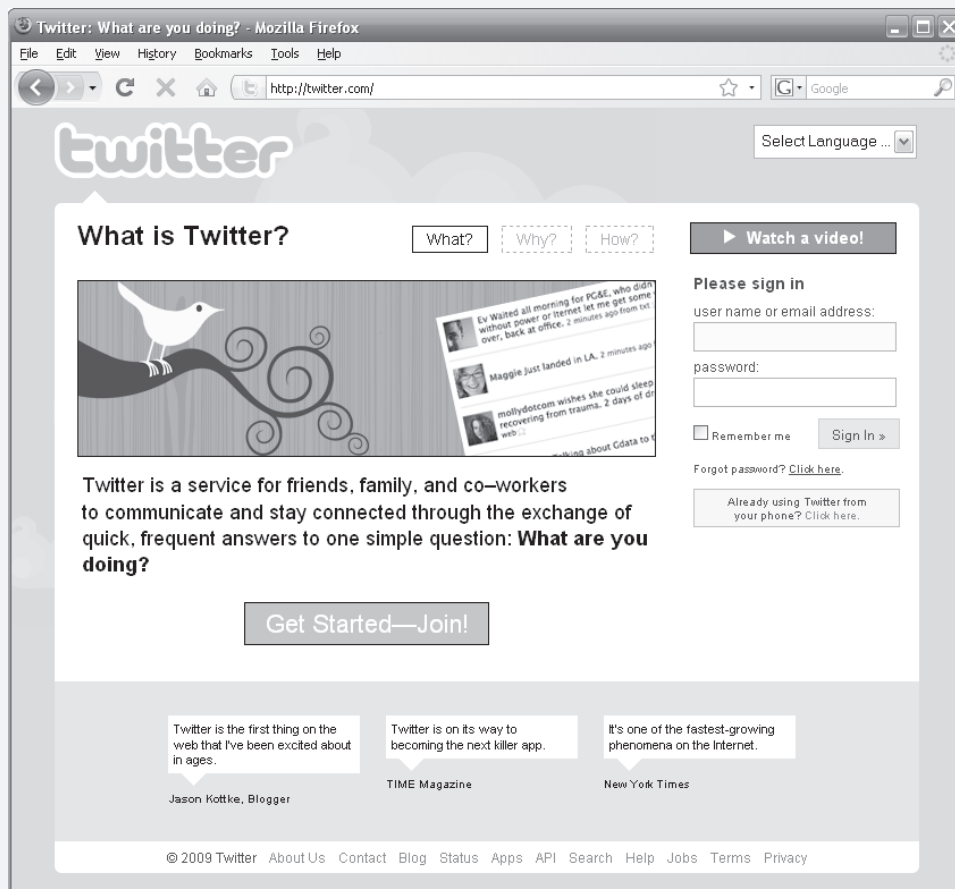 Twitter: What are you doing? - Mozilla Firefox
File Edit View History Bookmarks Tools Help
http://twitter.com/
G Google
twitter
Select Language ...
What is Twitter?
What? Why? How?
Watch a video!
Ev Waited all morning for PG&E, who didn
without power or Iternet let me get some
over, back at office. 2 minutes ago from txt
Maggie Just landed in LA. 2 minutes ago
mollydotcom wishes she could sleep
recovering from trauma. 2 days of dr
web
Talking about Gdata to t
Please sign in
user name or email address:
password:
Remember me Sign In »
Forgot password? Click here.
Already using Twitter from
your phone? Click here.
Twitter is a service for friends, family, and co–workers
to communicate and stay connected through the exchange of
quick, frequent answers to one simple question: What are you
doing?
Get Started—Join!
Twitter is the first thing on the
web that I've been excited about
in ages.
Jason Kottke, Blogger
Twitter is on its way to
becoming the next killer app.
TIME Magazine
It's one of the fastest-growing
phenomena on the Internet.
New York Times
© 2009 Twitter About Us Contact Blog Status Apps API Search Help Jobs Terms Privacy